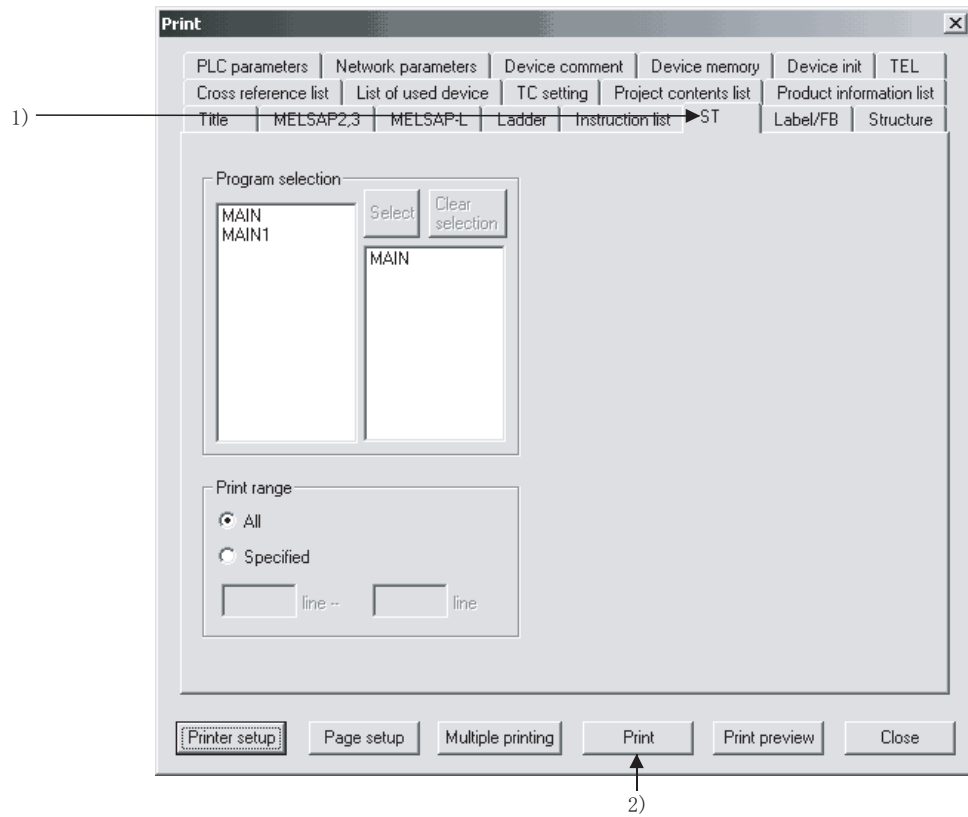 Print
PLC parameters Network parameters Device comment Device memory Device init TEL
Cross reference list List of used device TC setting Project contents list Product information list
1)
Title MELSAP2,3 MELSAP-L Ladder Instruction list ST Label/FB Structure
Program selection
MAIN
MAIN1
Select
Clear
selection
MAIN
Print range
All
Specified
line -- line
Printer setup Page setup Multiple printing Print Print preview Close
2)